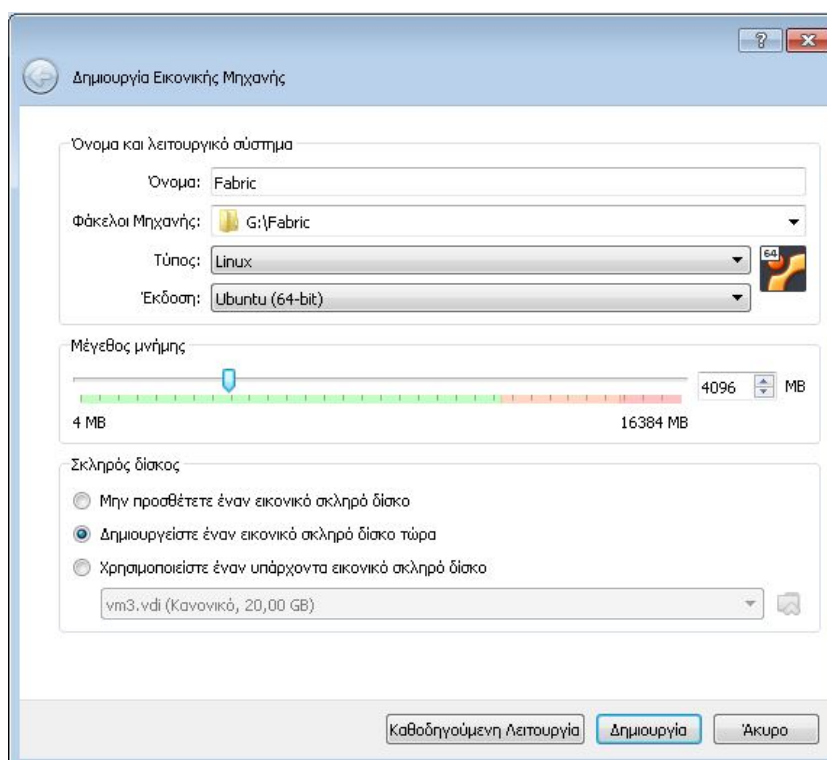 ?
Δημιουργία Εικονικής Μηχανής
Όνομα και λειτουργικό σύστημα
Όνομα: Fabric
Φάκελοι Μηχανής: G:\Fabric
Τύπος: Linux
64
Έκδοση: Ubuntu (64-bit)
Μέγεθος μνήμης
4096 MB
4 MB 16384 MB
Σκληρός δίσκος
Μην προσθέτετε έναν εικονικό σκληρό δίσκο
Δημιουργείστε έναν εικονικό σκληρό δίσκο τώρα
Χρησιμοποιείστε έναν υπάρχοντα εικονικό σκληρό δίσκο
vm3.vdi (Κανονικό, 20,00 GB)
Καθοδηγούμενη Λειτουργία Δημιουργία Άκυρο